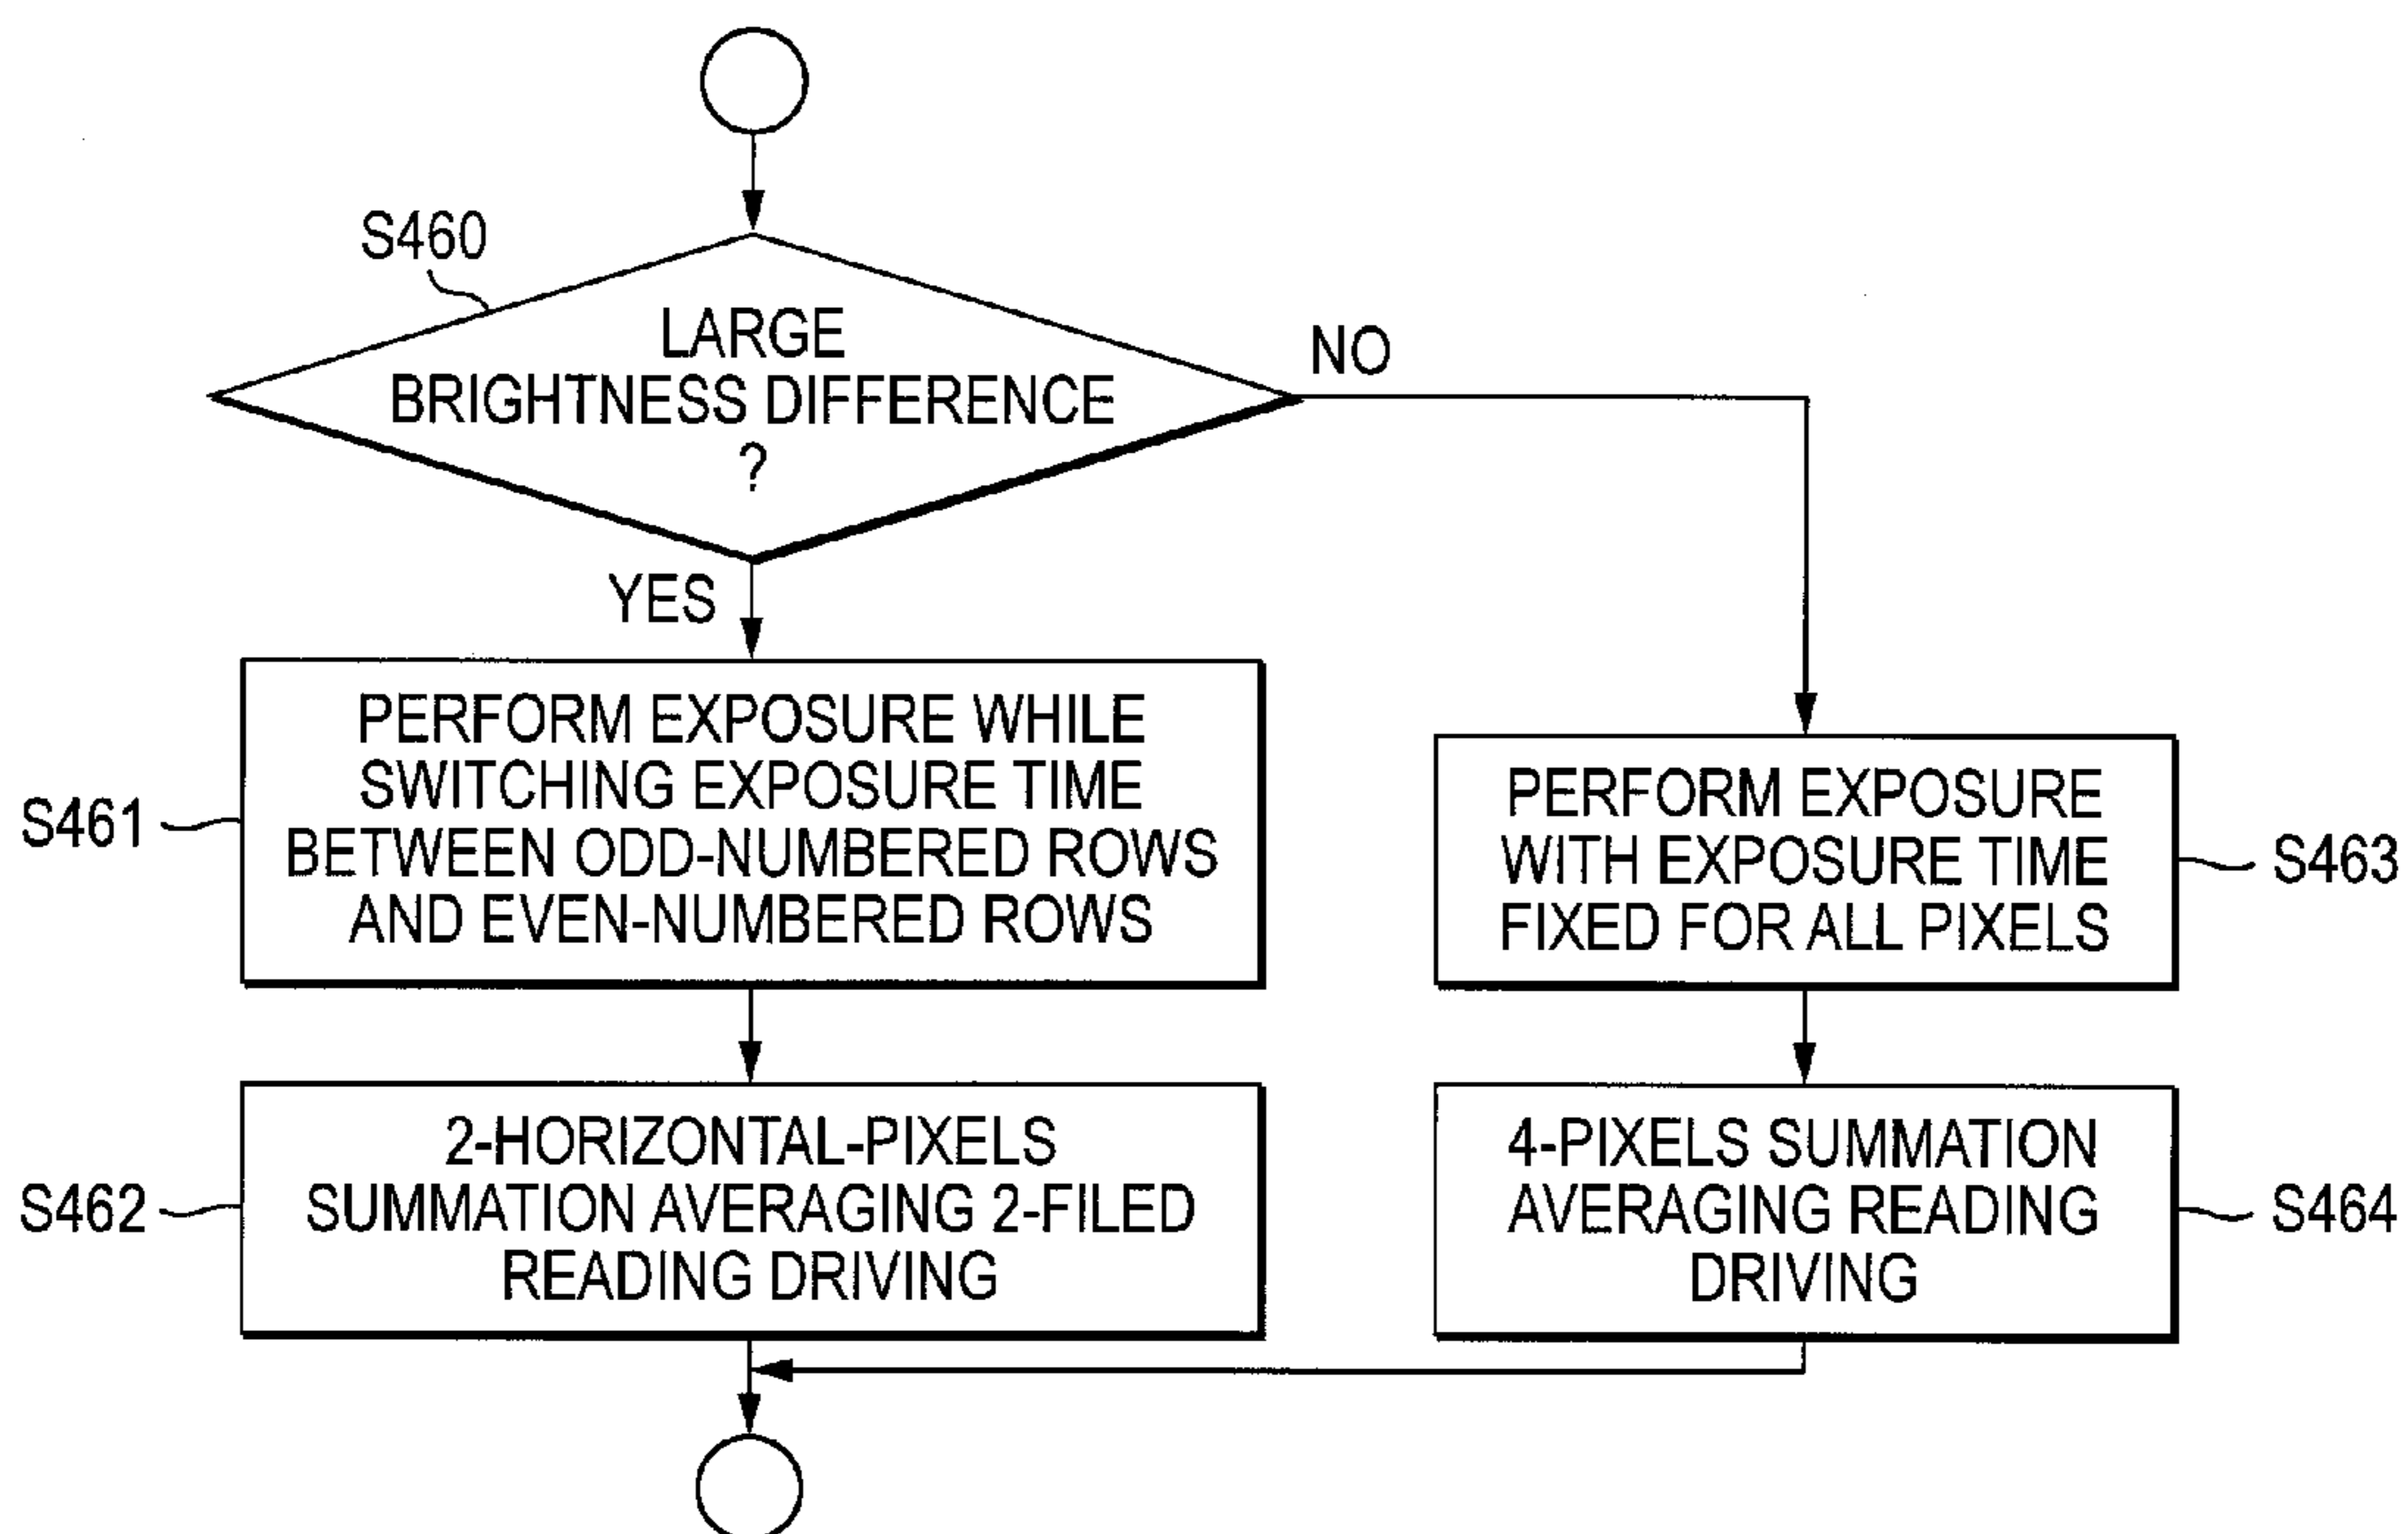 S460
LARGE
BRIGHTNESS DIFFERENCE
?
NO
YES
S461
PERFORM EXPOSURE WHILE
SWITCHING EXPOSURE TIME
BETWEEN ODD-NUMBERED ROWS
AND EVEN-NUMBERED ROWS
PERFORM EXPOSURE
WITH EXPOSURE TIME
FIXED FOR ALL PIXELS
S463
S462
2-HORIZONTAL-PIXELS
SUMMATION AVERAGING 2-FILED
READING DRIVING
4-PIXELS SUMMATION
AVERAGING READING
DRIVING
S464